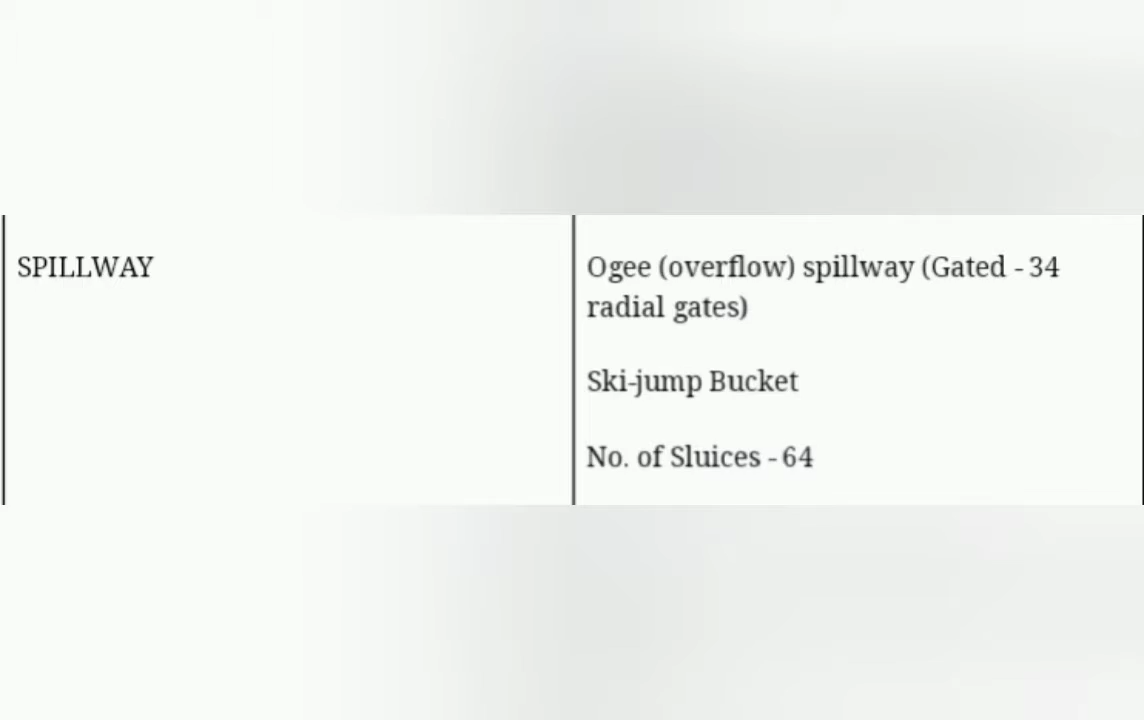 SPILLWAY
Ogee (overflow) spillway (Gated - 34
radial gates)
Ski-jump Bucket
No. of Sluices - 64